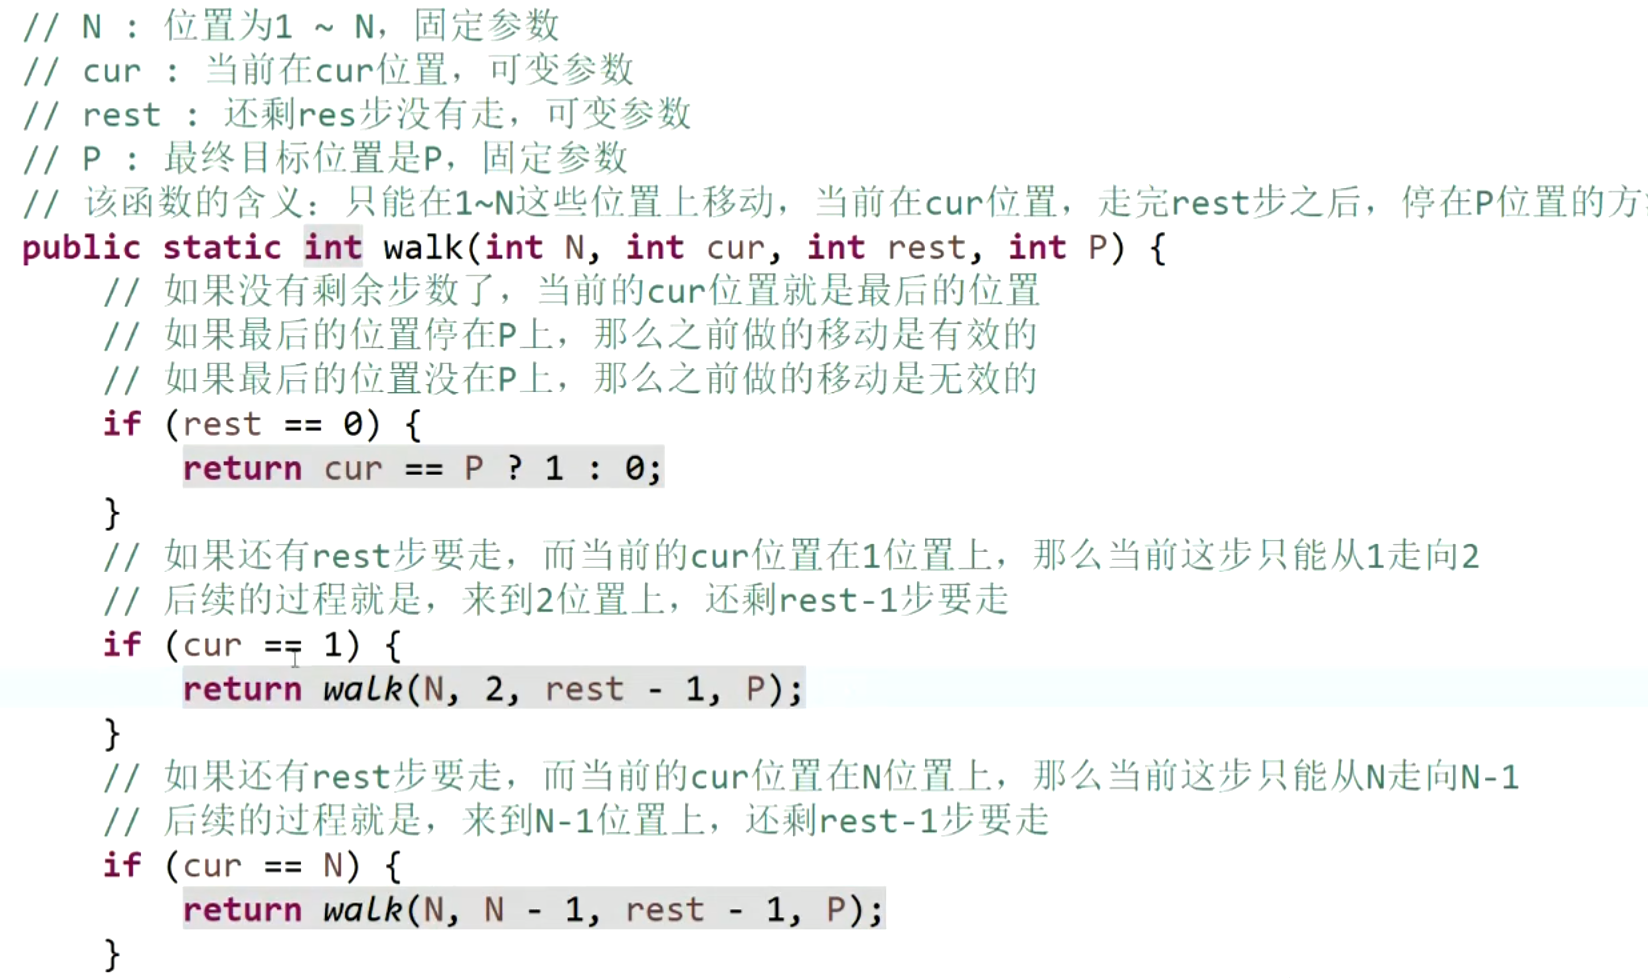 // N : 位置为1 ~ N，固定参数
// cur : 当前在cur位置，可变参数
// rest : 还剩res步没有走，可变参数
// P : 最终目标位置是P，固定参数
// 该函数的含义：只能在1~N这些位置上移动，当前在cur位置，走完rest步之后，停在P位置的方
public static int walk(int N, int cur, int rest, int P) {
// 如果没有剩余步数了，当前的cur位置就是最后的位置
// 如果最后的位置停在P上，那么之前做的移动是有效的
// 如果最后的位置没在P上，那么之前做的移动是无效的
if (rest == 0) {
return cur == P ? 1 : 0;
}
// 如果还有rest步要走，而当前的cur位置在1位置上，那么当前这步只能从1走向2
// 后续的过程就是，来到2位置上，还剩rest-1步要走
if (cur == 1) {
return walk(N, 2, rest - 1, P);
}
// 如果还有rest步要走，而当前的cur位置在N位置上，那么当前这步只能从N走向N-1
// 后续的过程就是，来到N-1位置上，还剩rest-1步要走
if (cur == N) {
return walk(N, N - 1, rest - 1, P);
}